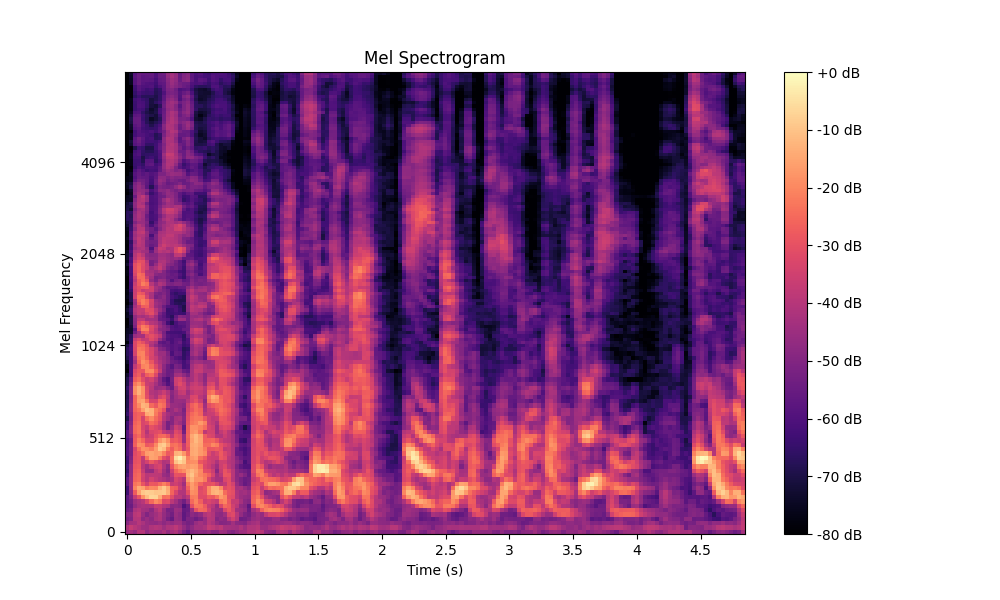 Mel Spectrogram
+0 dB
-10 dB
-20 dB
-30 dB
-40 dB
-50 dB
-60 dB
-70 dB
-80 dB
Mel Frequency
4096
2048
1024
512
0
0 0.5 1 1.5 2 2.5 3 3.5 4 4.5
Time (s)